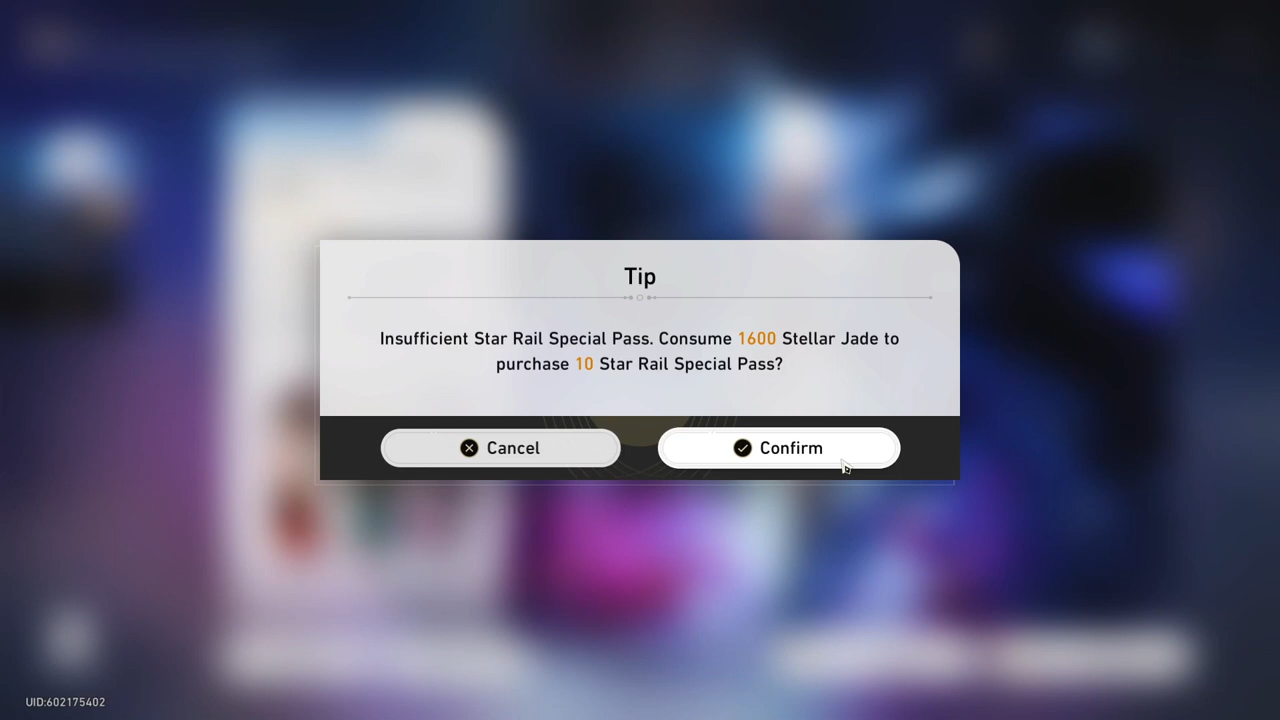 Tip
Insufficient Star Rail Special Pass. Consume 1600 Stellar Jade to
purchase 10 Star Rail Special Pass?
Cancel
Confirm
UID:602175402